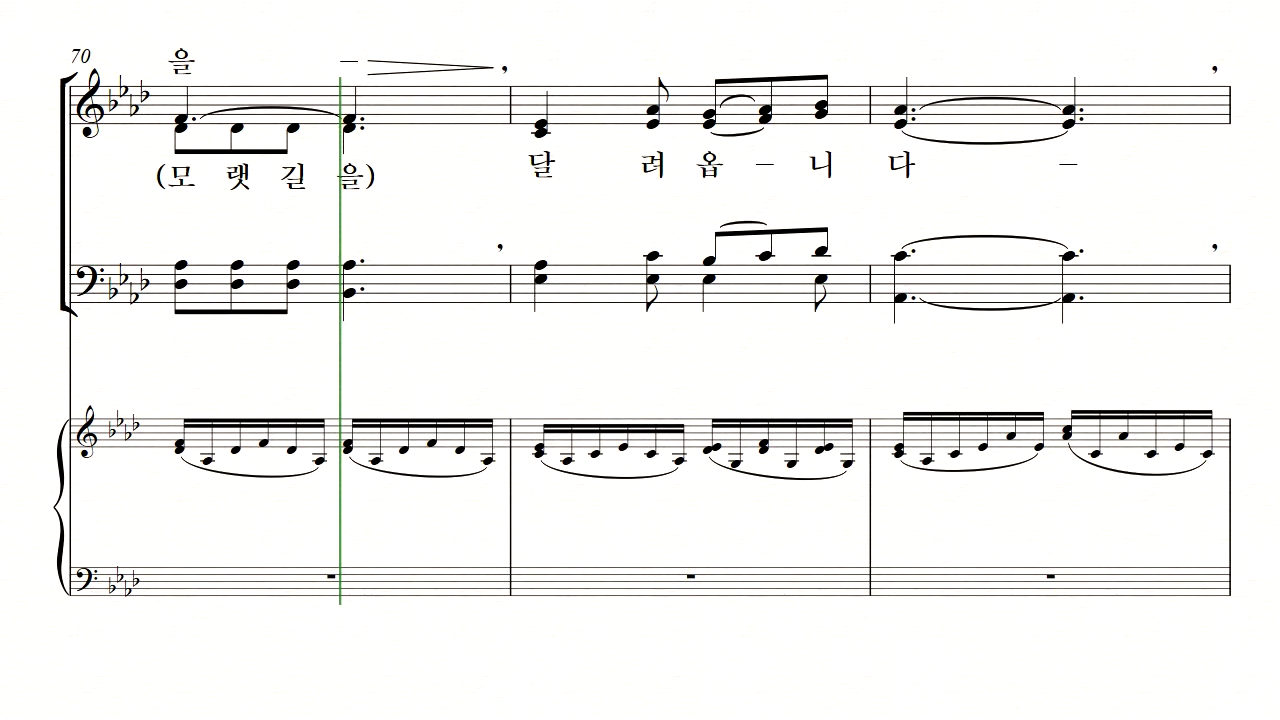 70
을 –
(모 랫 길 을) 달 려 옵 – 니 다 –